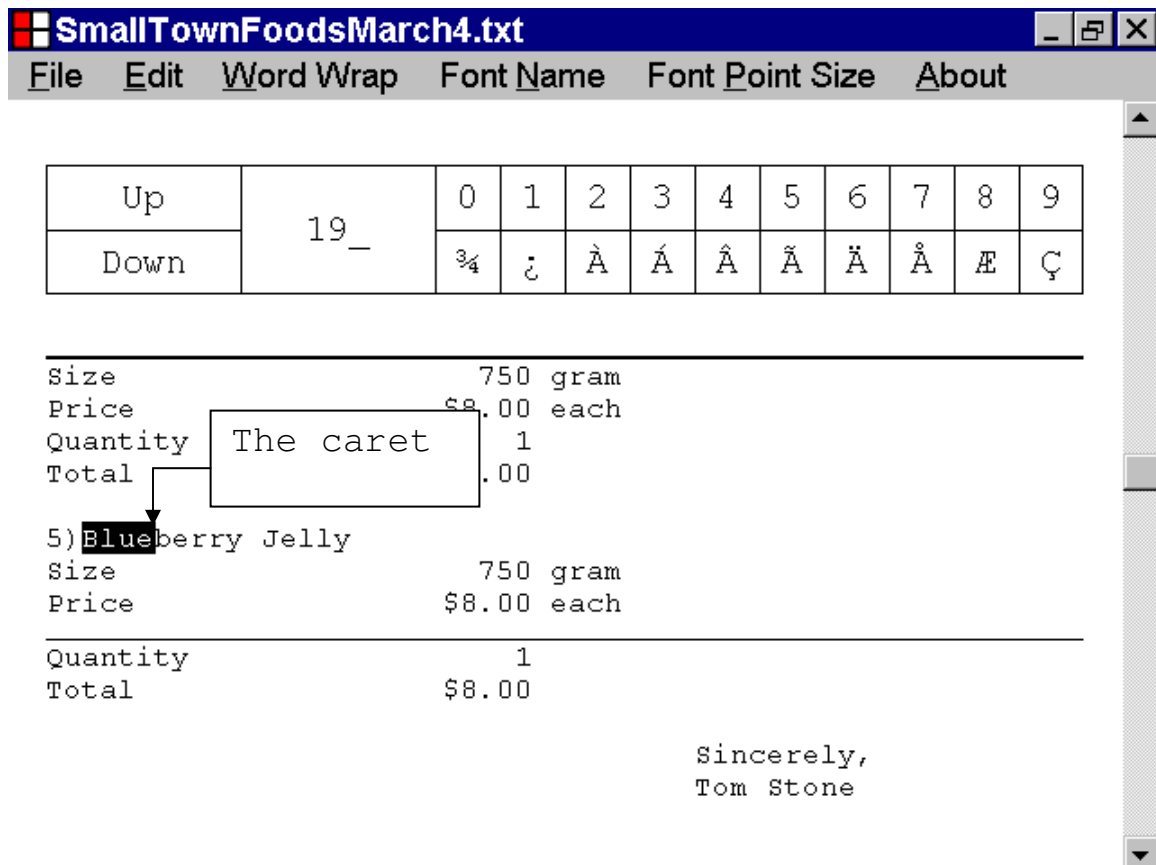 SmallTownFoodsMarch4.txt
File Edit Word Wrap Font Name Font Point Size About
Up 19_ 0 1 2 3 4 5 6 7 8 9
Down ¾ ¿ À Á Â Ã Ä Å Æ Ç
Size 750 gram
Price $8.00 each
Quantity 1
The caret
Total .00
5)Blueberry Jelly
Size 750 gram
Price $8.00 each
Quantity 1
Total $8.00
Sincerely,
Tom Stone